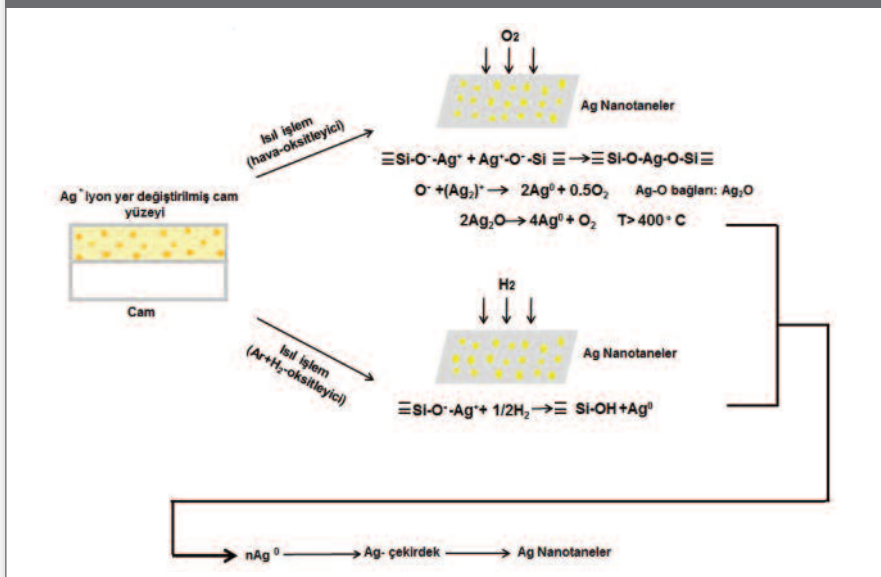 O₂
Ag Nanotaneler
Isıl işlem
(hava-oksitleyici)
≡Si-O⁻-Ag⁺ + Ag⁺-O⁻-Si ≡ → ≡Si-O-Ag-O-Si≡
O⁻ +(Ag₂)⁺ → 2Ag⁰ + 0.5O₂ Ag-O bağları: Ag₂O
2Ag₂O → 4Ag⁰ + O₂ T> 400 ° C
Ag⁺ iyon yer değiştirilmiş cam
yüzeyi
Cam
H₂
Isıl işlem
(Ar+H₂-oksitleyici)
Ag Nanotaneler
≡Si-O⁻-Ag⁺+ 1/2H₂ → ≡ Si-OH +Ag⁰
nAg ⁰ → Ag- çekirdek → Ag Nanotaneler